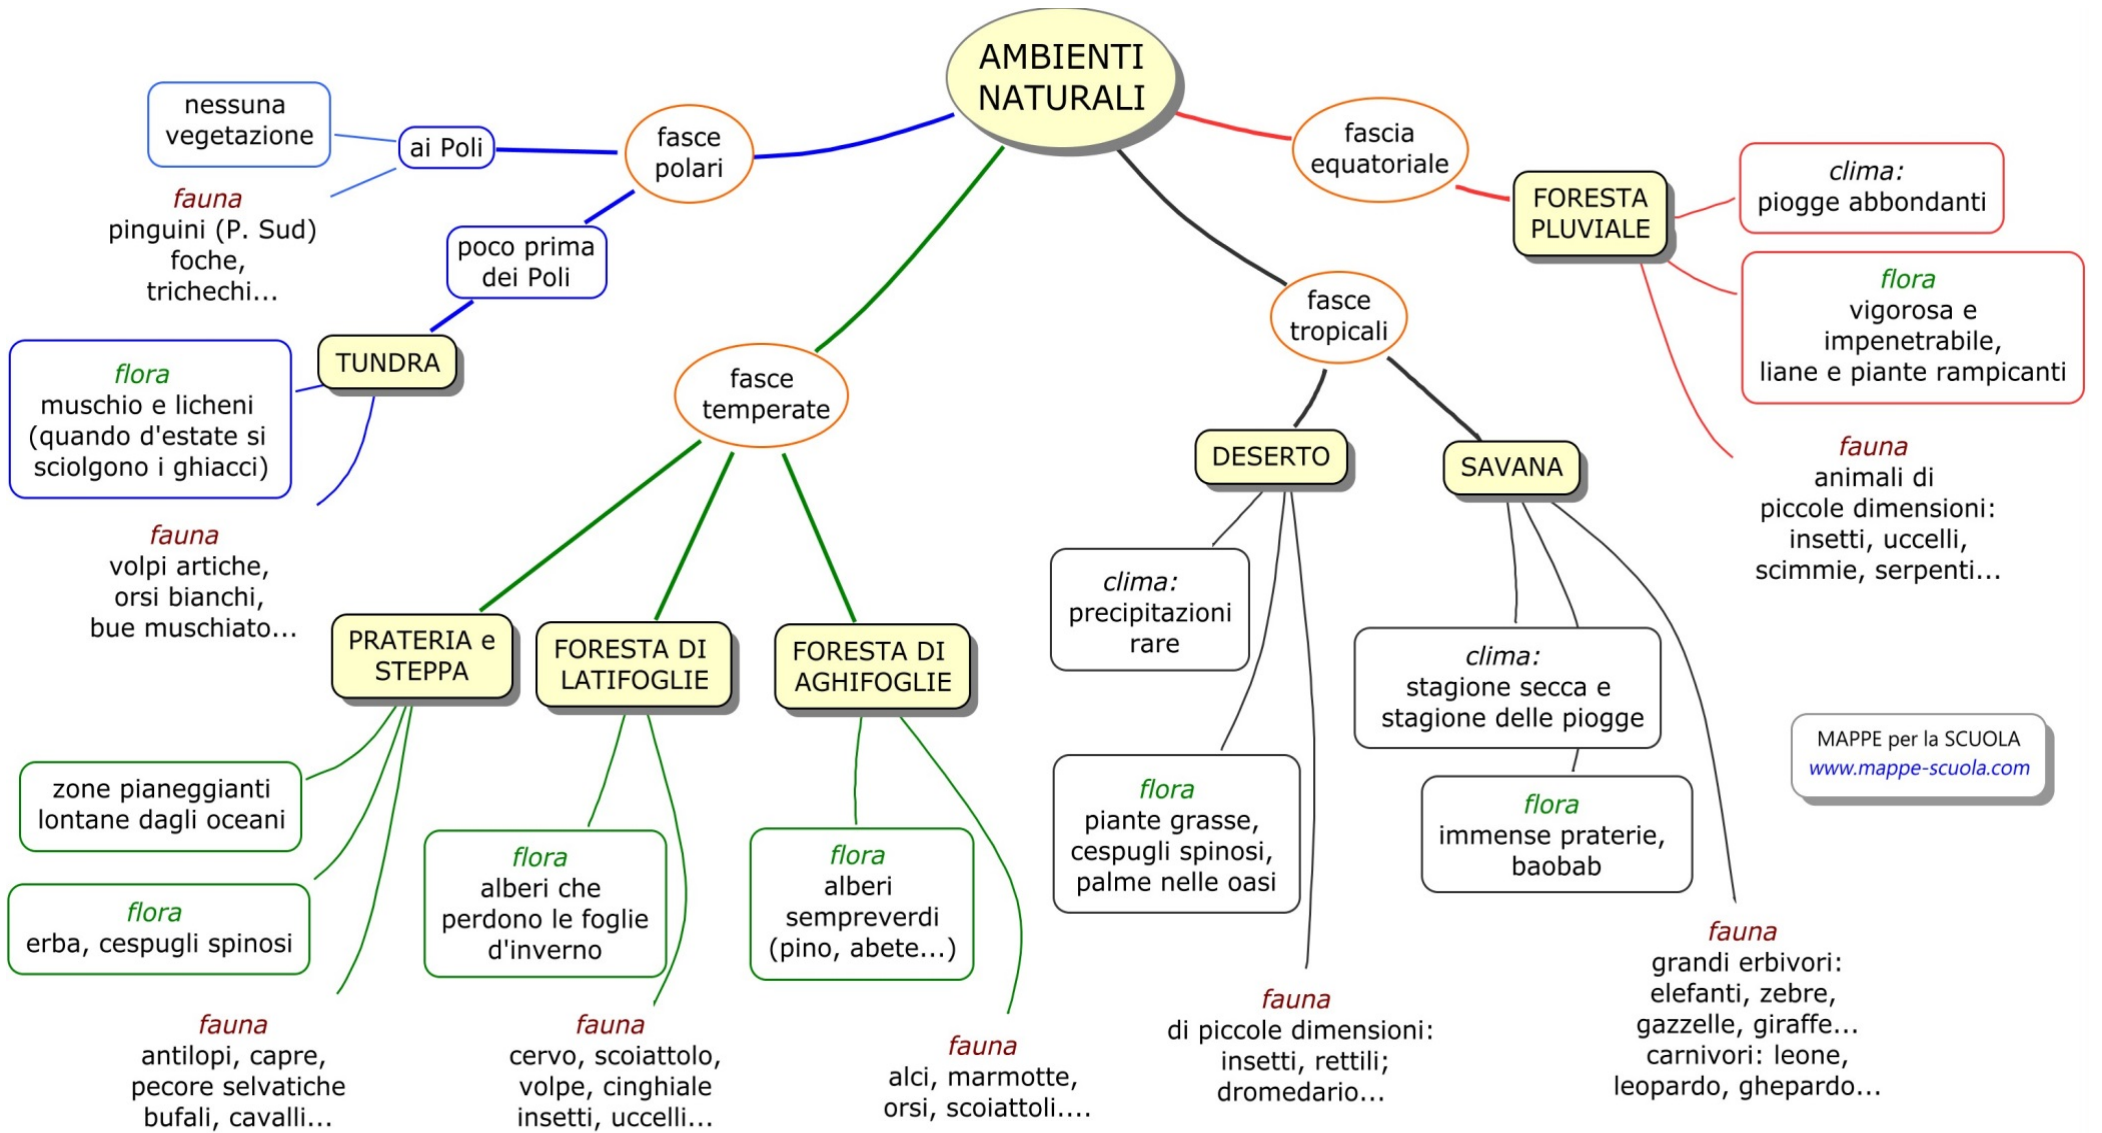 AMBIENTI
NATURALI
fasce
polari
ai Poli
nessuna
vegetazione
fauna
pinguini (P. Sud)
foche,
trichechi...
poco prima
dei Poli
TUNDRA
flora
muschio e licheni
(quando d'estate si
sciolgono i ghiacci)
fauna
volpi artiche,
orsi bianchi,
bue muschiato...
fasce
temperate
PRATERIA e
STEPPA
zone pianeggianti
lontane dagli oceani
flora
erba, cespugli spinosi
fauna
antilopi, capre,
pecore selvatiche
bufali, cavalli...
FORESTA DI
LATIFOGLIE
flora
alberi che
perdono le foglie
d'inverno
fauna
cervo, scoiattolo,
volpe, cinghiale
insetti, uccelli...
FORESTA DI
AGHIFOGLIE
flora
alberi
sempreverdi
(pino, abete...)
fauna
alci, marmotte,
orsi, scoiattoli....
fasce
tropicali
DESERTO
clima:
precipitazioni
rare
flora
piante grasse,
cespugli spinosi,
palme nelle oasi
fauna
di piccole dimensioni:
insetti, rettili;
dromedario...
SAVANA
clima:
stagione secca e
stagione delle piogge
flora
immense praterie,
baobab
fauna
grandi erbivori:
elefanti, zebre,
gazzelle, giraffe...
carnivori: leone,
leopardo, ghepardo...
fascia
equatoriale
FORESTA
PLUVIALE
clima:
piogge abbondanti
flora
vigorosa e
impenetrabile,
liane e piante rampicanti
fauna
animali di
piccole dimensioni:
insetti, uccelli,
scimmie, serpenti...
MAPPE per la SCUOLA
www.mappe-scuola.com